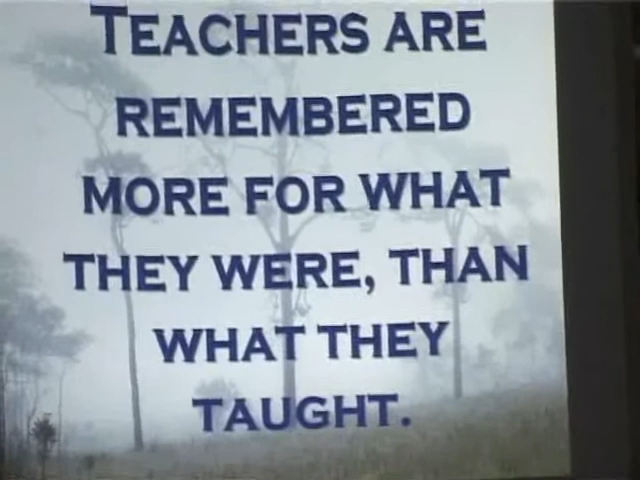 TEACHERS ARE
REMEMBERED
MORE FOR WHAT
THEY WERE, THAN
WHAT THEY
TAUGHT.